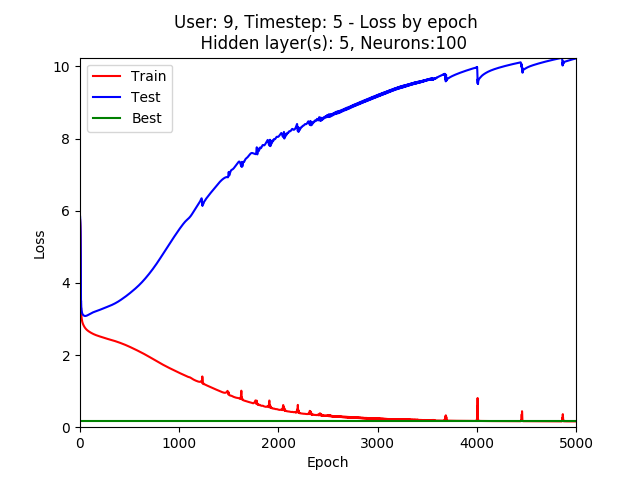 User: 9, Timestep: 5 - Loss by epoch
Hidden layer(s): 5, Neurons:100
Train
Test
Best
Loss
10
8
6
4
2
0
0 1000 2000 3000 4000 5000
Epoch